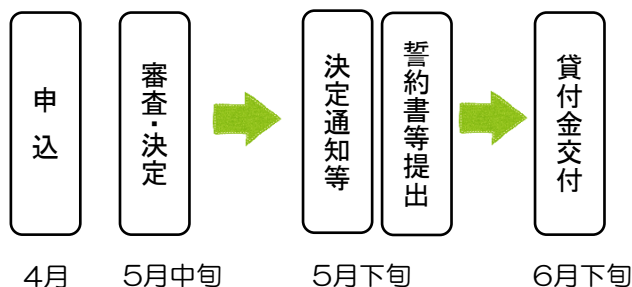 申込
審査・決定
決定通知等
誓約書等提出
貸付金交付
4月
5月中旬
5月下旬
6月下旬